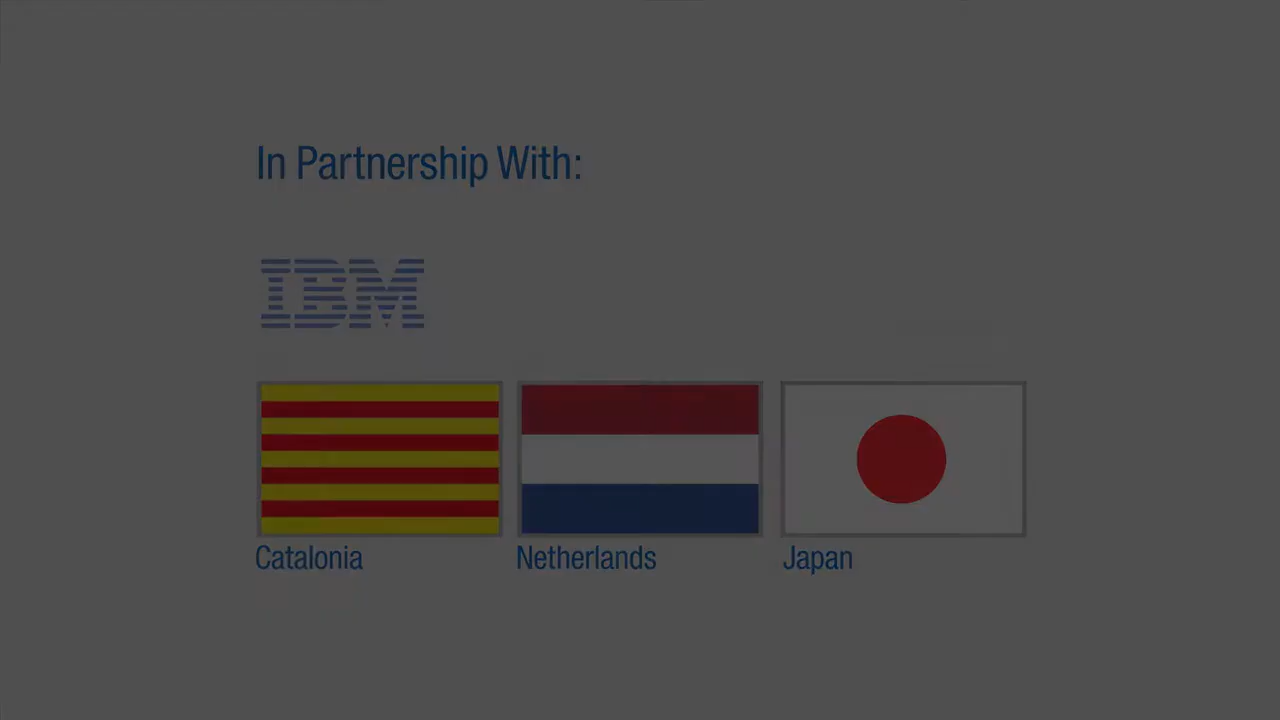 In Partnership With:
IBM
Catalonia
Netherlands
Japan